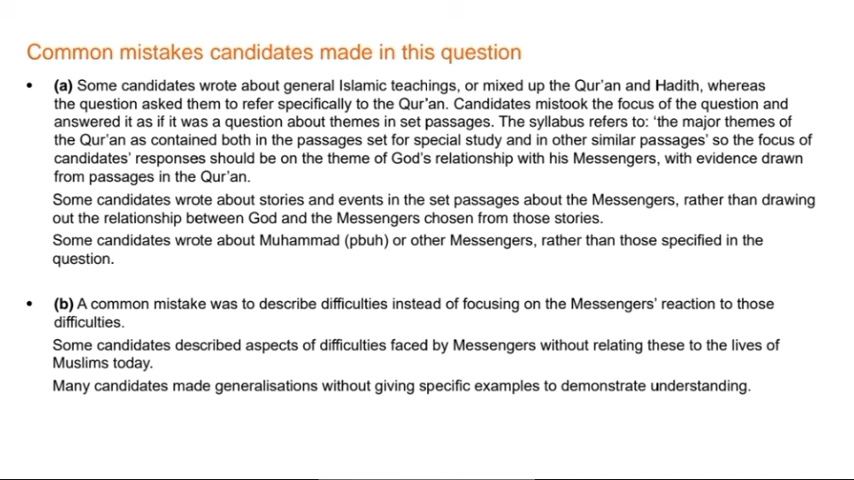 Common mistakes candidates made in this question
• (a) Some candidates wrote about general Islamic teachings, or mixed up the Qur'an and Hadith, whereas
the question asked them to refer specifically to the Qur'an. Candidates mistook the focus of the question and
answered it as if it was a question about themes in set passages. The syllabus refers to: 'the major themes of
the Qur'an as contained both in the passages set for special study and in other similar passages' so the focus of
candidates' responses should be on the theme of God's relationship with his Messengers, with evidence drawn
from passages in the Qur'an.
Some candidates wrote about stories and events in the set passages about the Messengers, rather than drawing
out the relationship between God and the Messengers chosen from those stories.
Some candidates wrote about Muhammad (pbuh) or other Messengers, rather than those specified in the
question.
• (b) A common mistake was to describe difficulties instead of focusing on the Messengers' reaction to those
difficulties.
Some candidates described aspects of difficulties faced by Messengers without relating these to the lives of
Muslims today.
Many candidates made generalisations without giving specific examples to demonstrate understanding.